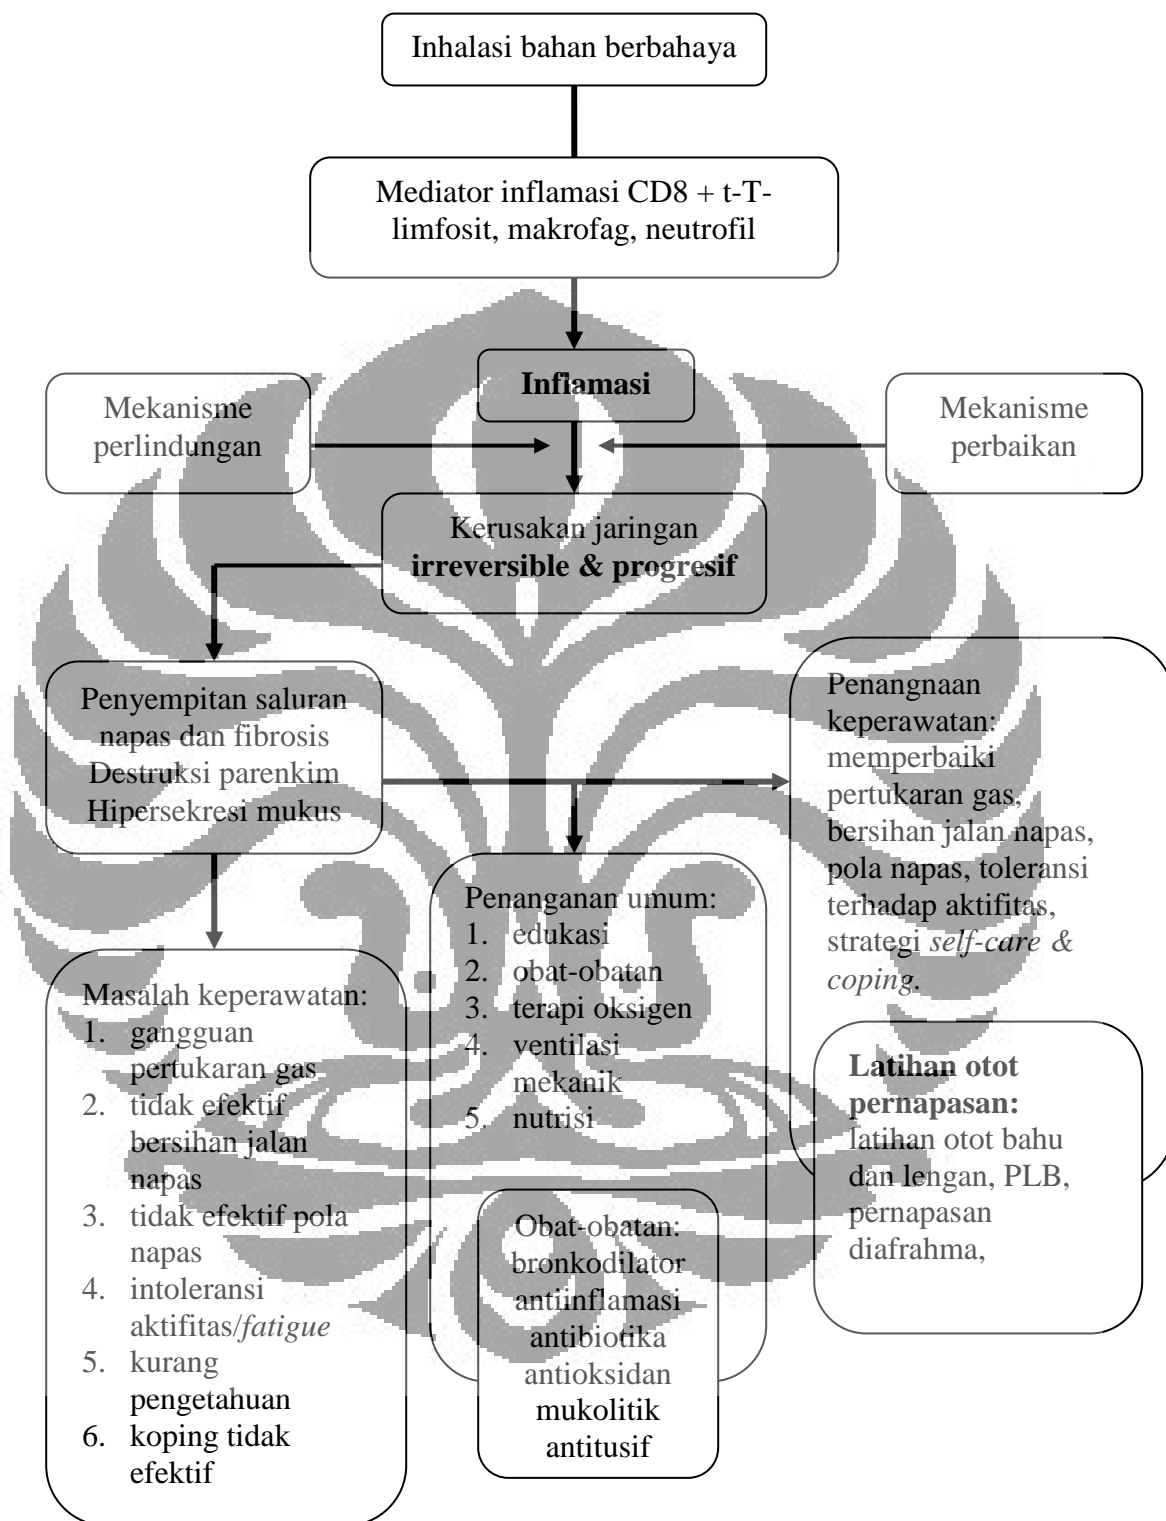 Inhalasi bahan berbahaya
Mediator inflamasi CD8 + t-T-
limfosit, makrofag, neutrofil
Inflamasi
Mekanisme
perlindungan
Mekanisme
perbaikan
Kerusakan jaringan
irreversible & progresif
Penyempitan saluran
napas dan fibrosis
Destruksi parenkim
Hipersekresi mukus
Penangnaan
keperawatan:
memperbaiki
pertukaran gas,
bersihan jalan napas,
pola napas, toleransi
terhadap aktifitas,
strategi self-care &
coping.
Penanganan umum:
1. edukasi
2. obat-obatan
3. terapi oksigen
4. ventilasi
mekanik
5. nutrisi
Masalah keperawatan:
1. gangguan
pertukaran gas
2. tidak efektif
bersihan jalan
napas
3. tidak efektif pola
napas
4. intoleransi
aktifitas/fatigue
5. kurang
pengetahuan
6. koping tidak
efektif
Latihan otot
pernapasan:
latihan otot bahu
dan lengan, PLB,
pernapasan
diafrahma,
Obat-obatan:
bronkodilator
antiinflamasi
antibiotika
antioksidan
mukolitik
antitusif